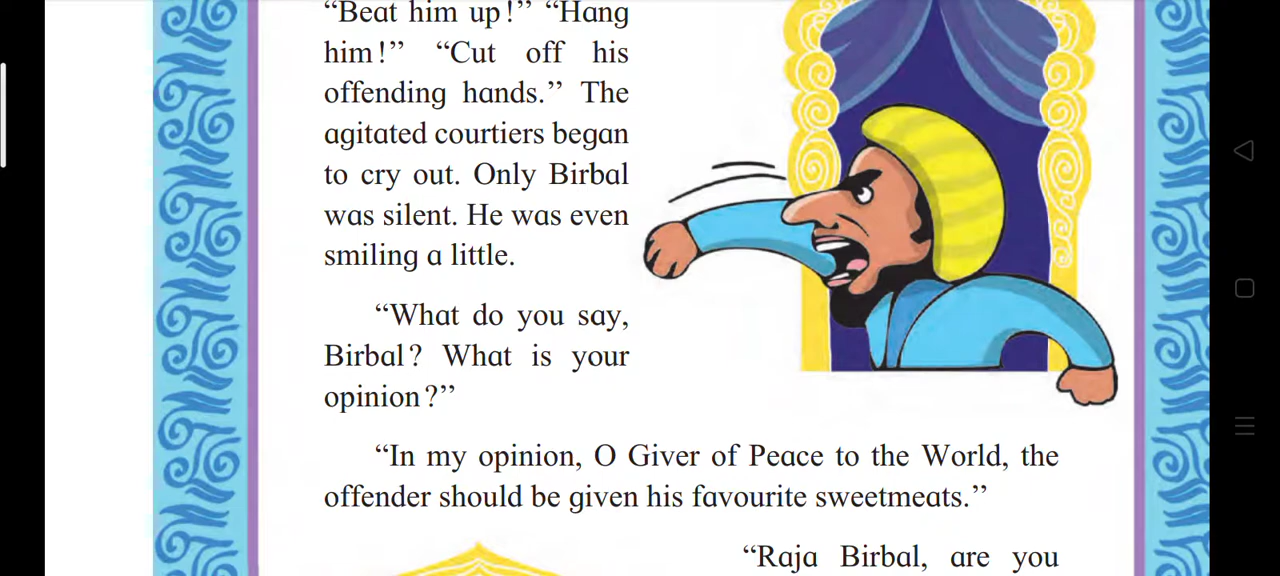 “Beat him up!” “Hang
him!” “Cut off his
offending hands.” The
agitated courtiers began
to cry out. Only Birbal
was silent. He was even
smiling a little.
“What do you say,
Birbal? What is your
opinion?”
“In my opinion, O Giver of Peace to the World, the
offender should be given his favourite sweetmeats.”
“Raja Birbal, are you